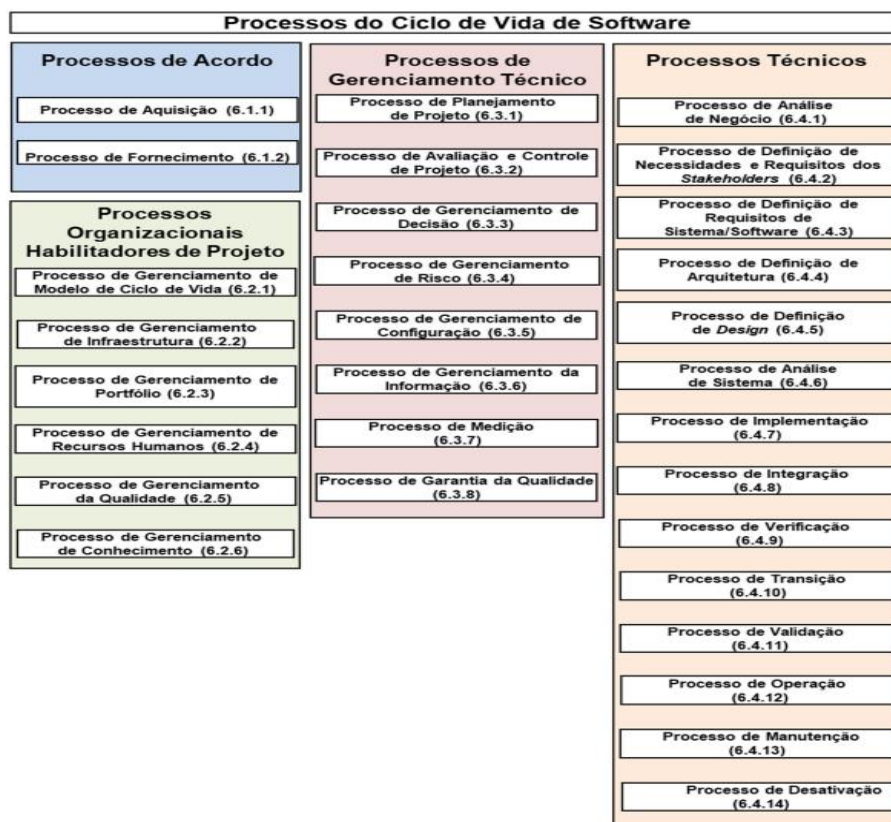 Processos do Ciclo de Vida de Software
Processos de Acordo
Processo de Aquisição (6.1.1)
Processo de Fornecimento (6.1.2)
Processos
Organizacionais
Habilitadores de Projeto
Processo de Gerenciamento de
Modelo de Ciclo de Vida (6.2.1)
Processo de Gerenciamento
de Infraestrutura (6.2.2)
Processo de Gerenciamento de
Portfólio (6.2.3)
Processo de Gerenciamento de
Recursos Humanos (6.2.4)
Processo de Gerenciamento
da Qualidade (6.2.5)
Processo de Gerenciamento
de Conhecimento (6.2.6)
Processos de
Gerenciamento Técnico
Processo de Planejamento
de Projeto (6.3.1)
Processo de Avaliação e Controle
de Projeto (6.3.2)
Processo de Gerenciamento de
Decisão (6.3.3)
Processo de Gerenciamento
de Risco (6.3.4)
Processo de Gerenciamento de
Configuração (6.3.5)
Processo de Gerenciamento da
Informação (6.3.6)
Processo de Medição
(6.3.7)
Processo de Garantia da Qualidade
(6.3.8)
Processos Técnicos
Processo de Análise
de Negócio (6.4.1)
Processo de Definição de
Necessidades e Requisitos dos
Stakeholders (6.4.2)
Processo de Definição de
Requisitos de
Sistema/Software (6.4.3)
Processo de Definição de
Arquitetura (6.4.4)
Processo de Definição
de Design (6.4.5)
Processo de Análise
de Sistema (6.4.6)
Processo de Implementação
(6.4.7)
Processo de Integração
(6.4.8)
Processo de Verificação
(6.4.9)
Processo de Transição
(6.4.10)
Processo de Validação
(6.4.11)
Processo de Operação
(6.4.12)
Processo de Manutenção
(6.4.13)
Processo de Desativação
(6.4.14)